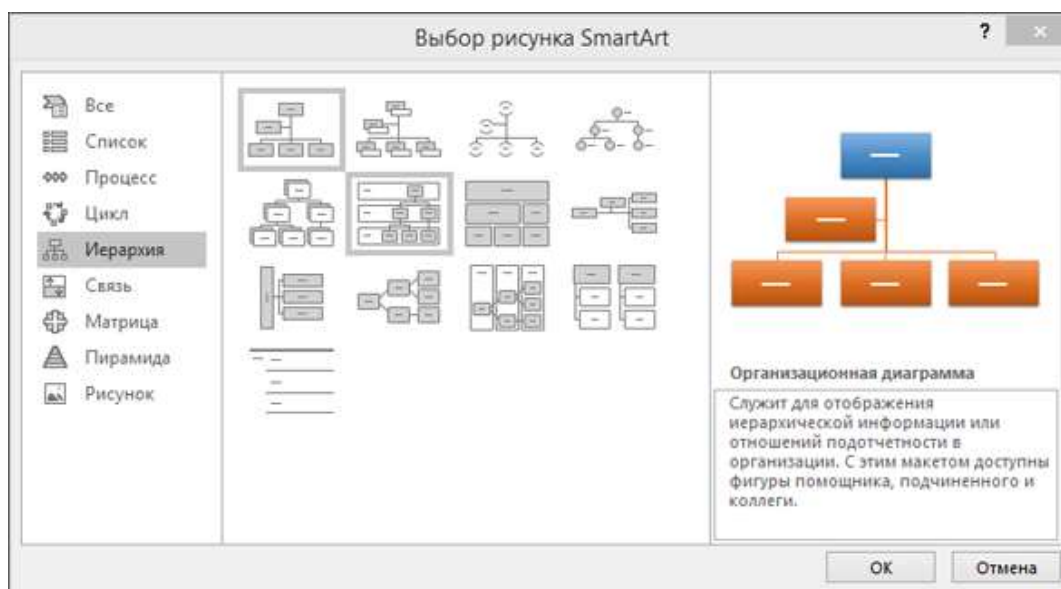 Выбор рисунка SmartArt
?
Все
Список
Процесс
Цикл
Иерархия
Связь
Матрица
Пирамида
Рисунок
Организационная диаграмма
Служит для отображения
иерархической информации или
отношений подотчетности в
организации. С этим макетом доступны
фигуры помощника, подчиненного и
коллеги.
ОК
Отмена